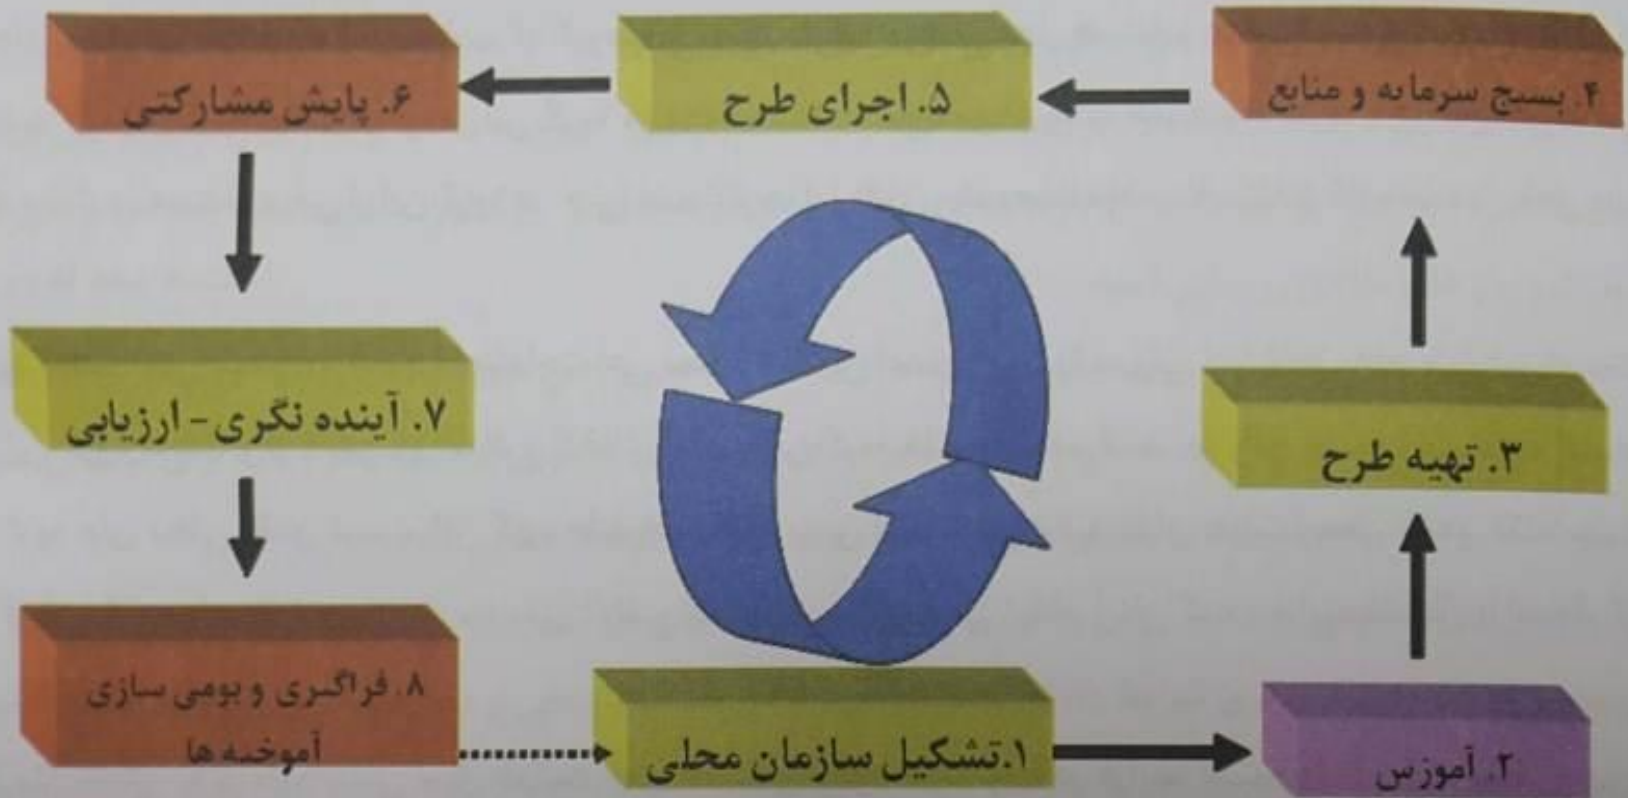 ۱.تشکیل سازمان محلی
۲. آموزس
۳. تهیه طرح
۴. بسیج سرمایه و منابع
۵. اجرای طرح
۶. پایش مشارکتی
۷. آینده نگری - ارزیابی
۸. فراگیری و بومی سازی
آموخته ها